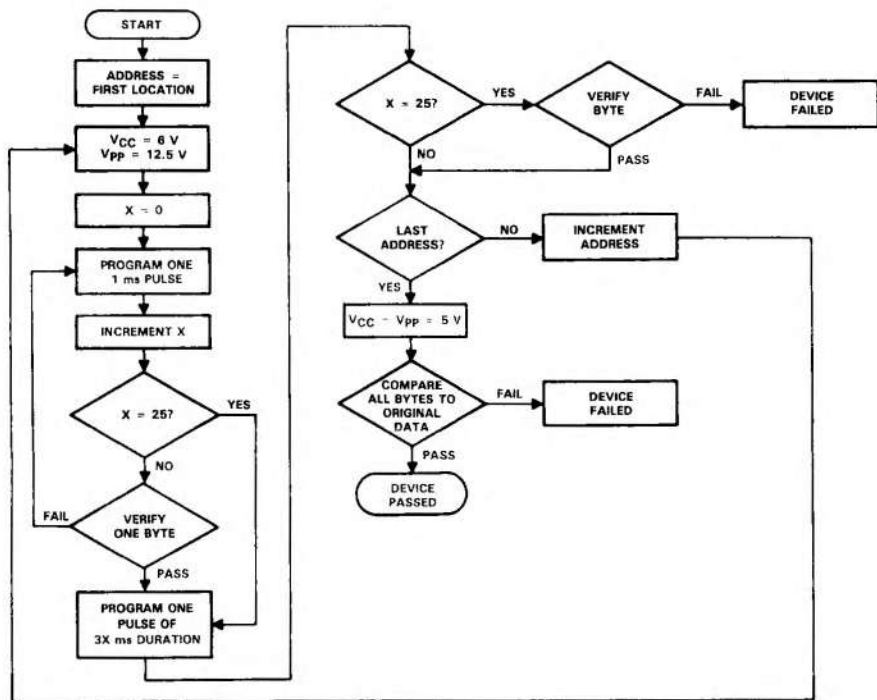 START
ADDRESS =
FIRST LOCATION
VCC = 6 V
VPP = 12.5 V
X = 0
PROGRAM ONE
1 ms PULSE
INCREMENT X
X = 25?
YES
NO
VERIFY
ONE BYTE
FAIL
PASS
PROGRAM ONE
PULSE OF
3X ms DURATION
X = 25?
YES
NO
VERIFY
BYTE
FAIL
PASS
DEVICE
FAILED
LAST
ADDRESS?
NO
YES
INCREMENT
ADDRESS
VCC – VPP = 5 V
COMPARE
ALL BYTES TO
ORIGINAL
DATA
FAIL
DEVICE
FAILED
PASS
DEVICE
PASSED